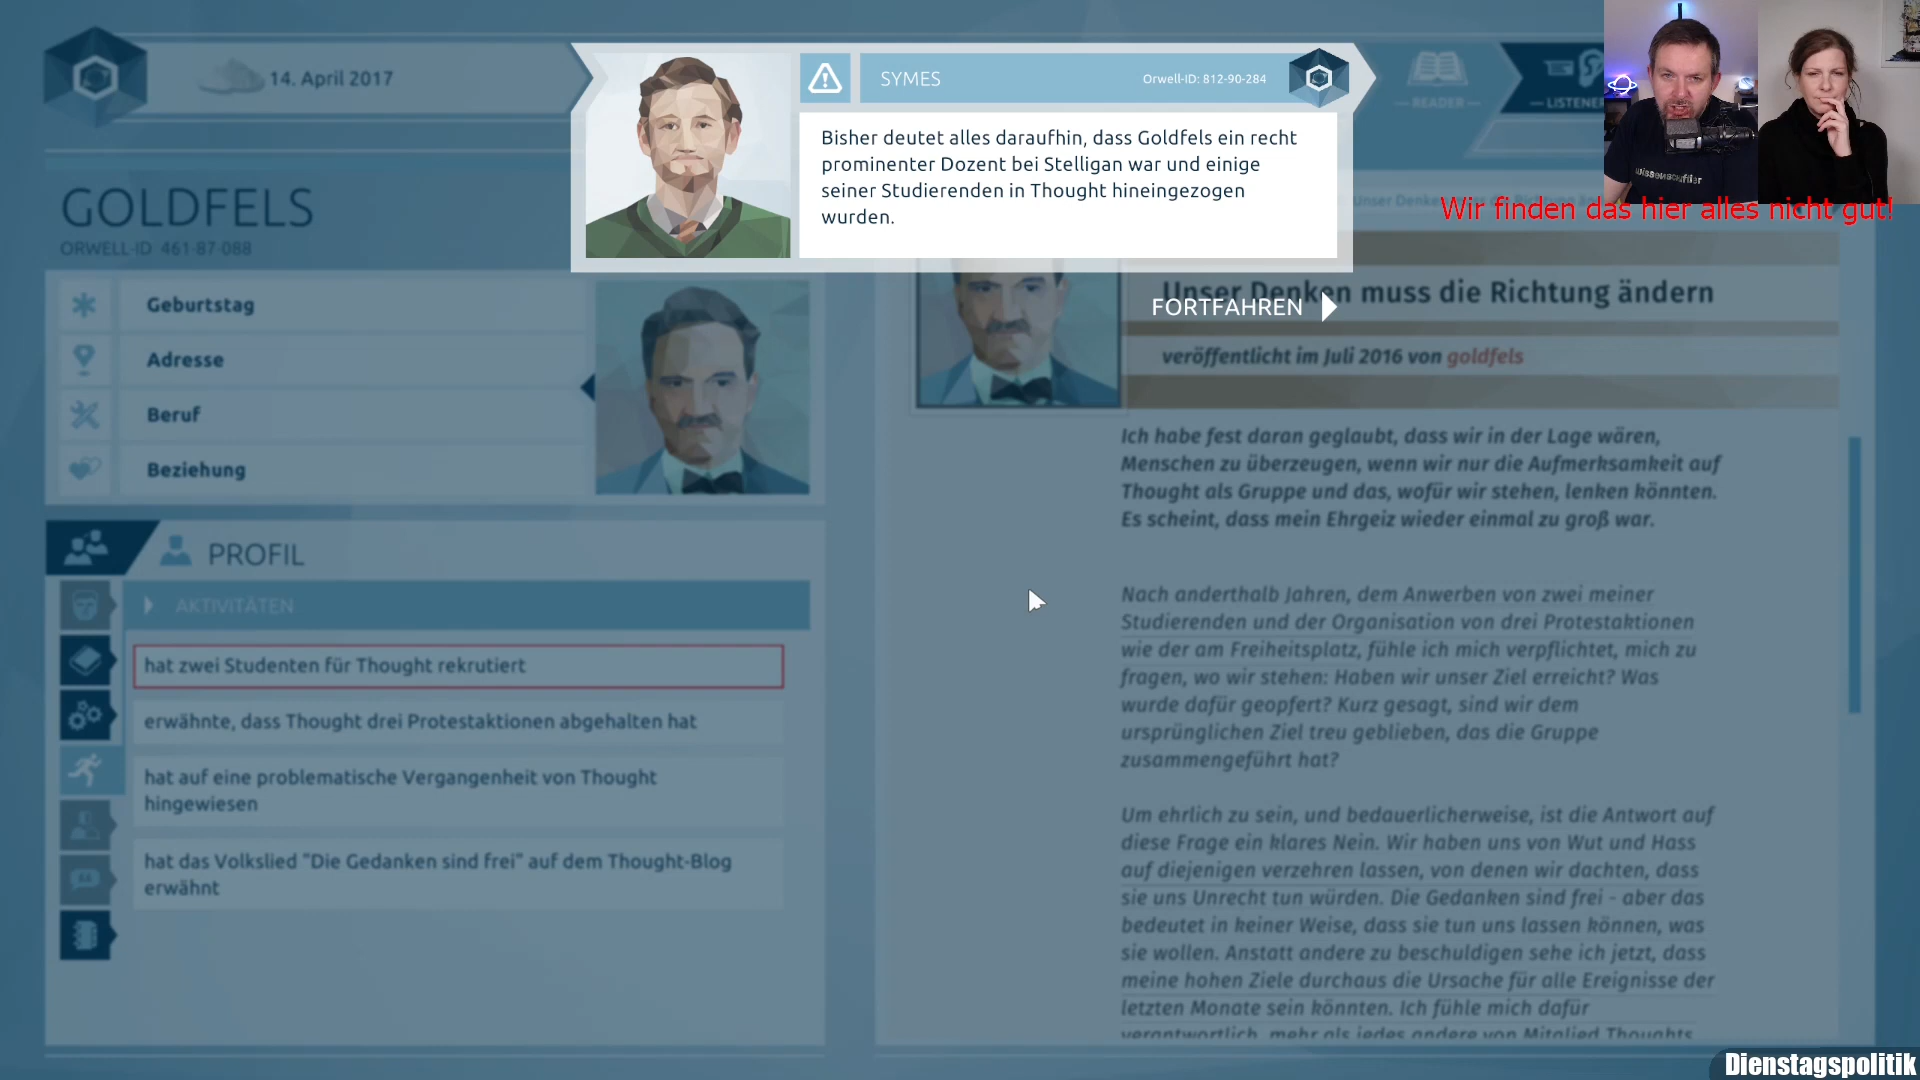 14. April 2017
SYMES
Orwell-ID: 812-90-284
Bisher deutet alles daraufhin, dass Goldfels ein recht
prominenter Dozent bei Stelligan war und einige
seiner Studierenden in Thought hineingezogen
wurden.
FORTFAHREN
READER
LISTENER
wissenschaftler
Wir finden das hier alles nicht gut!
GOLDFELS
ORWELL-ID 461-87-088
Geburtstag
Adresse
Beruf
Beziehung
PROFIL
AKTIVITÄTEN
hat zwei Studenten für Thought rekrutiert
erwähnte, dass Thought drei Protestaktionen abgehalten hat
hat auf eine problematische Vergangenheit von Thought
hingewiesen
hat das Volkslied "Die Gedanken sind frei" auf dem Thought-Blog
erwähnt
Unser Denken muss die Richtung ändern
veröffentlicht im Juli 2016 von goldfels
Ich habe fest daran geglaubt, dass wir in der Lage wären,
Menschen zu überzeugen, wenn wir nur die Aufmerksamkeit auf
Thought als Gruppe und das, wofür wir stehen, lenken könnten.
Es scheint, dass mein Ehrgeiz wieder einmal zu groß war.
Nach anderthalb Jahren, dem Anwerben von zwei meiner
Studierenden und der Organisation von drei Protestaktionen
wie der am Freiheitsplatz, fühle ich mich verpflichtet, mich zu
fragen, wo wir stehen: Haben wir unser Ziel erreicht? Was
wurde dafür geopfert? Kurz gesagt, sind wir dem
ursprünglichen Ziel treu geblieben, das die Gruppe
zusammengeführt hat?
Um ehrlich zu sein, und bedauerlicherweise, ist die Antwort auf
diese Frage ein klares Nein. Wir haben uns von Wut und Hass
auf diejenigen verzehren lassen, von denen wir dachten, dass
sie uns Unrecht tun würden. Die Gedanken sind frei - aber das
bedeutet in keiner Weise, dass sie tun uns lassen können, was
sie wollen. Anstatt andere zu beschuldigen sehe ich jetzt, dass
meine hohen Ziele durchaus die Ursache für alle Ereignisse der
letzten Monate sein könnten. Ich fühle mich dafür
verantwortlich, mehr als jedes andere von Mitglied Thoughts
Dienstagspolitik